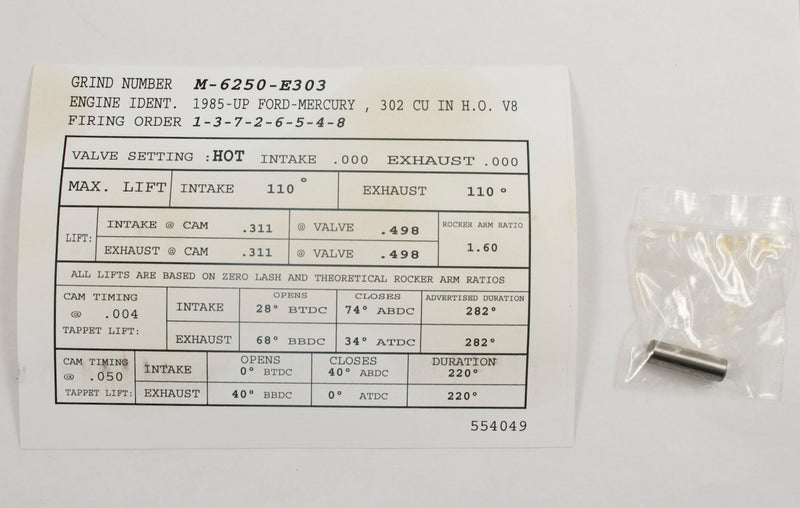 GRIND NUMBER M-6250-E303
ENGINE IDENT. 1985-UP FORD-MERCURY , 302 CU IN H.O. V8
FIRING ORDER 1-3-7-2-6-5-4-8
VALVE SETTING :HOT INTAKE .000 EXHAUST .000
MAX. LIFT INTAKE 110° EXHAUST 110°
LIFT: INTAKE @ CAM .311 @ VALVE .498 ROCKER ARM RATIO
EXHAUST @ CAM .311 @ VALVE .498 1.60
ALL LIFTS ARE BASED ON ZERO LASH AND THEORETICAL ROCKER ARM RATIOS
CAM TIMING OPENS CLOSES ADVERTISED DURATION
@ .004 INTAKE 28° BTDC 74° ABDC 282°
TAPPET LIFT: EXHAUST 68° BBDC 34° ATDC 282°
CAM TIMING OPENS CLOSES DURATION
@ .050 INTAKE 0° BTDC 40° ABDC 220°
TAPPET LIFT: EXHAUST 40° BBDC 0° ATDC 220°
554049